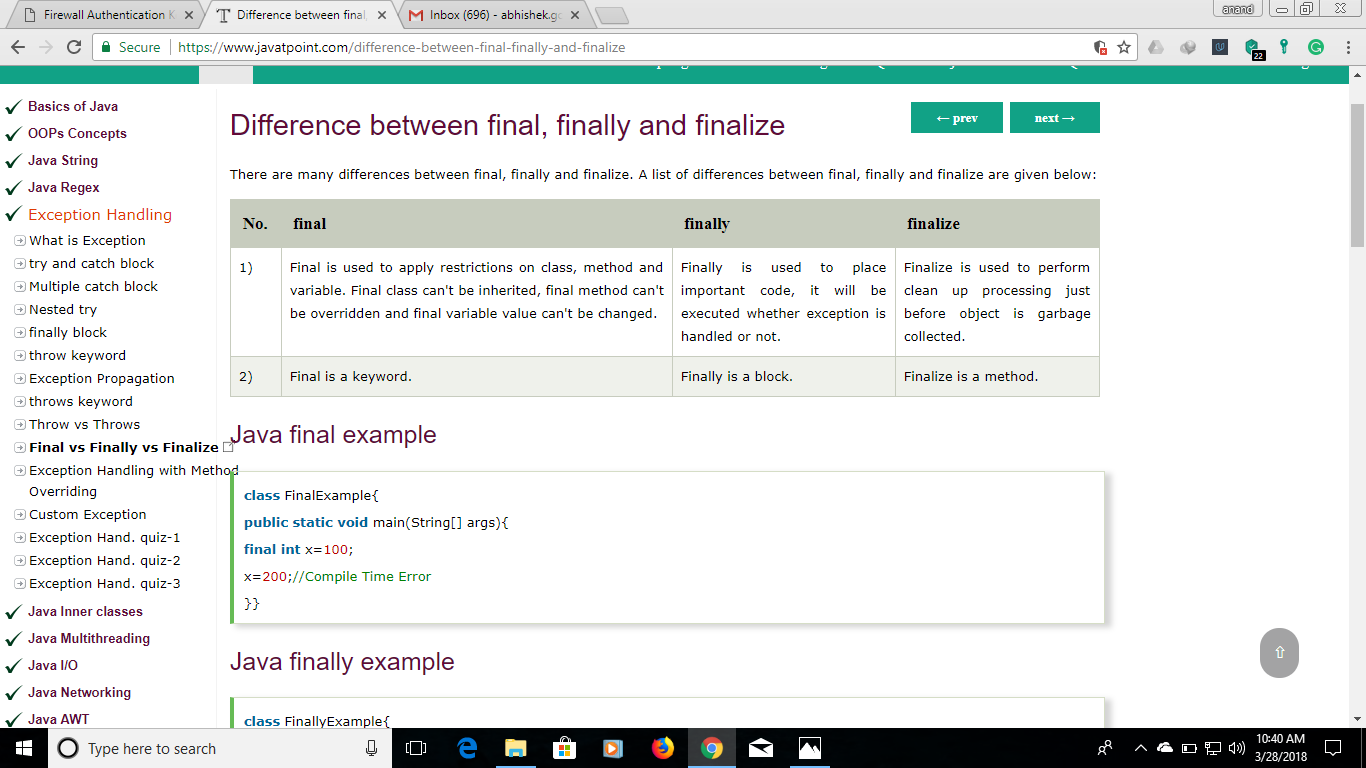 Firewall Authentication K
Difference between final,
Inbox (696) - abhishek.go
anand
Secure
https://www.javatpoint.com/difference-between-final-finally-and-finalize
22
Basics of Java
OOPs Concepts
Java String
Java Regex
Exception Handling
What is Exception
try and catch block
Multiple catch block
Nested try
finally block
throw keyword
Exception Propagation
throws keyword
Throw vs Throws
Final vs Finally vs Finalize
Exception Handling with Method
Overriding
Custom Exception
Exception Hand. quiz-1
Exception Hand. quiz-2
Exception Hand. quiz-3
Java Inner classes
Java Multithreading
Java I/O
Java Networking
Java AWT
Difference between final, finally and finalize
← prev
next →
There are many differences between final, finally and finalize. A list of differences between final, finally and finalize are given below:
No. final finally finalize
1)
Final is used to apply restrictions on class, method and
variable. Final class can't be inherited, final method can't
be overridden and final variable value can't be changed.
Finally is used to place
important code, it will be
executed whether exception is
handled or not.
Finalize is used to perform
clean up processing just
before object is garbage
collected.
2) Final is a keyword. Finally is a block. Finalize is a method.
Java final example
class FinalExample{
public static void main(String[] args){
final int x=100;
x=200;//Compile Time Error
}}
Java finally example
class FinallyExample{
⇧
Type here to search
10:40 AM
3/28/2018